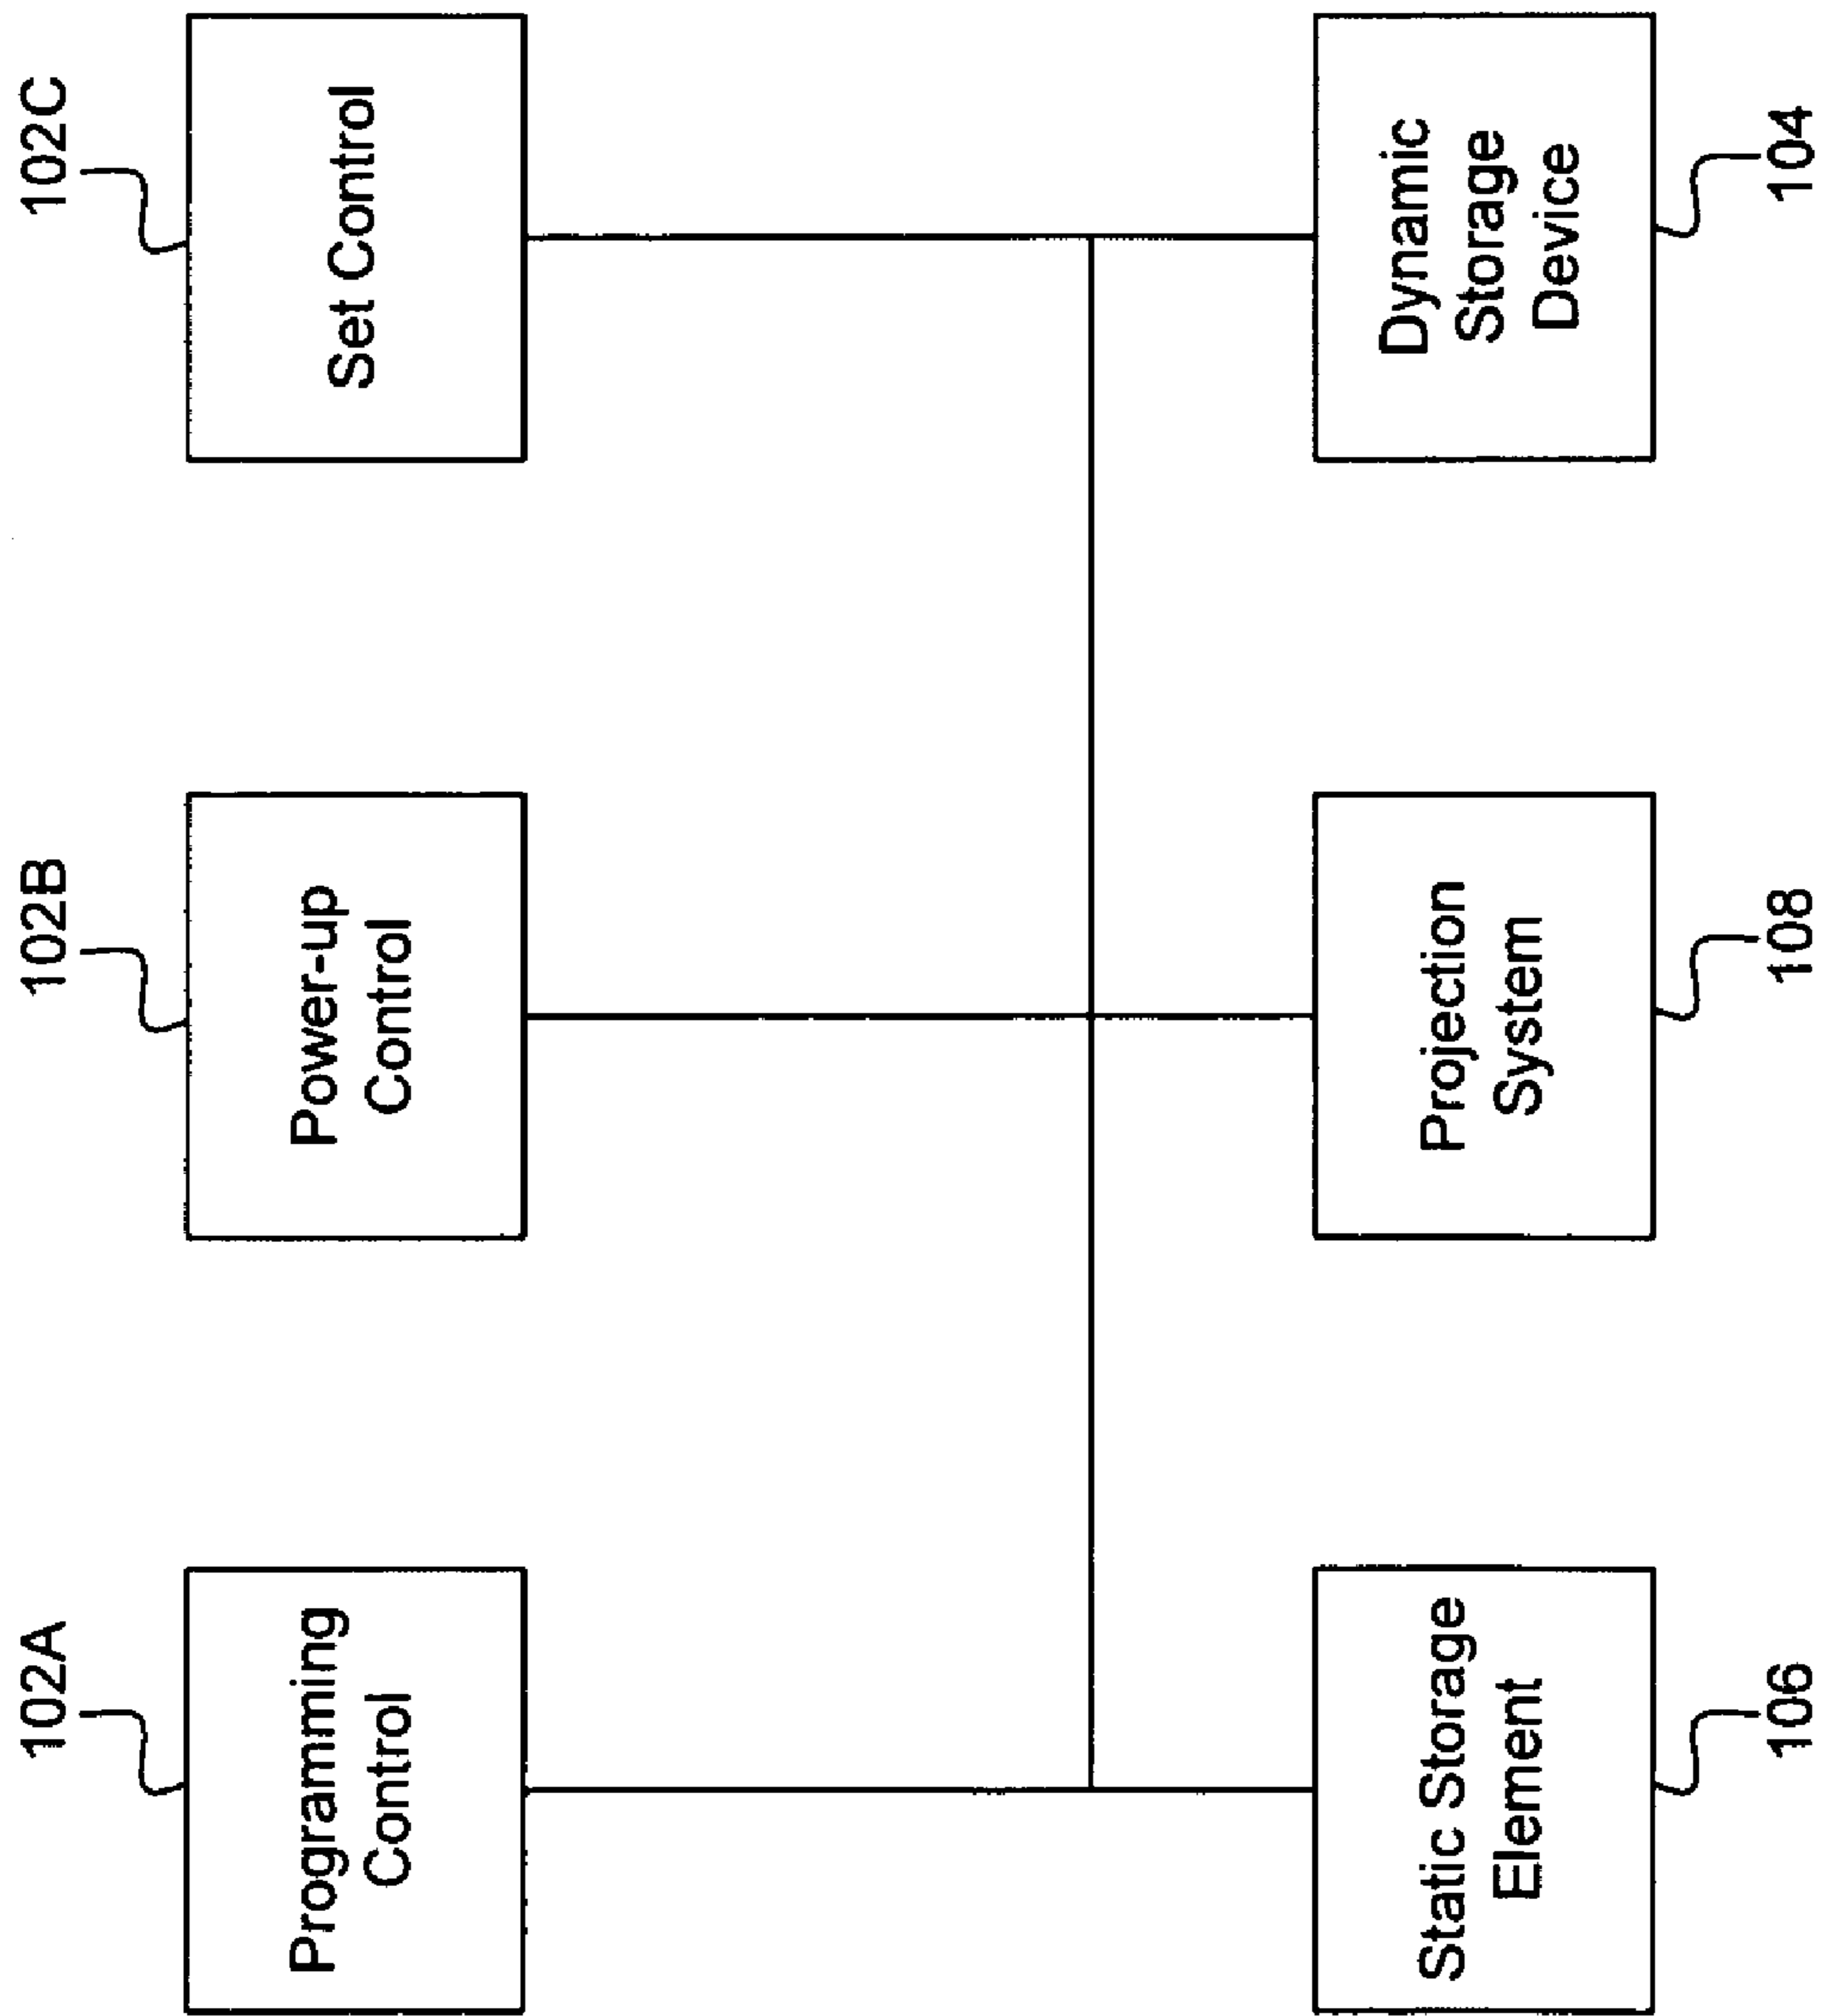 102A
Programming
Control
102B
Power-up
Control
102C
Set Control
Static Storage
Element
106
Projection
System
108
Dynamic
Storage
Device
104